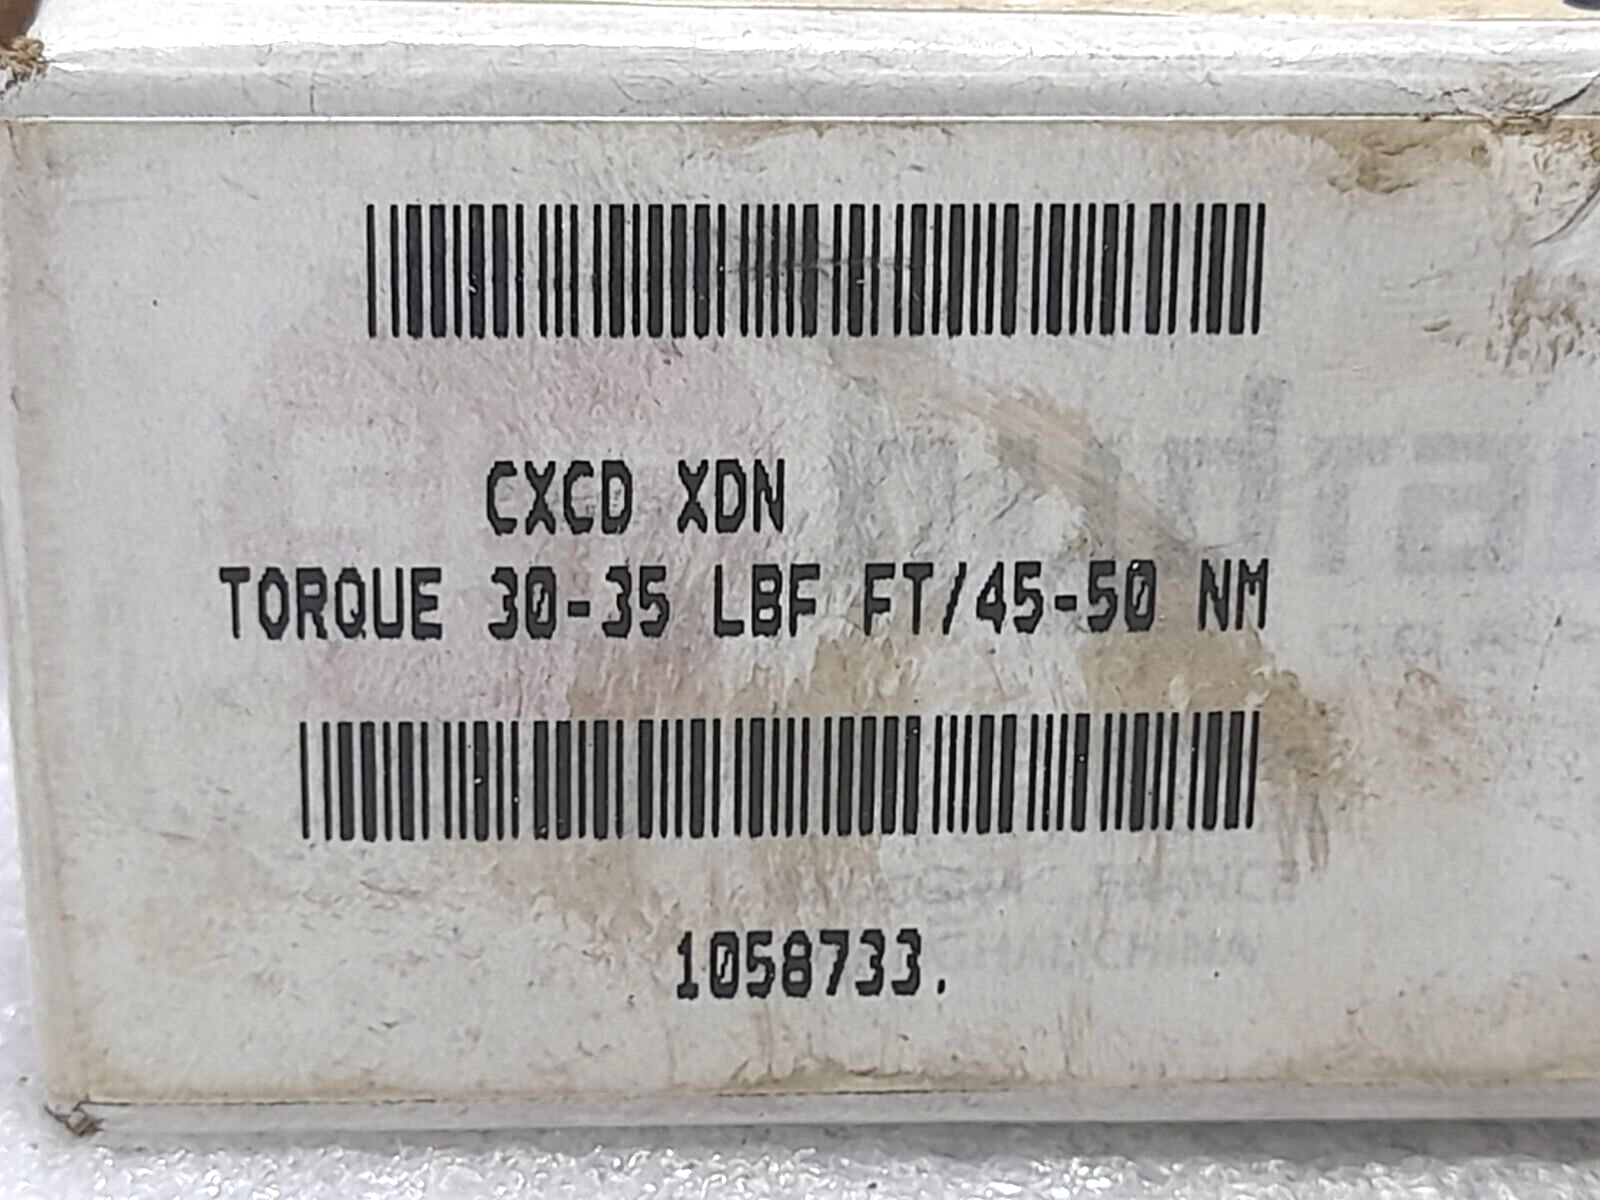 CXCD XDN
TORQUE 30-35 LBF FT/45-50 NM
1058733.